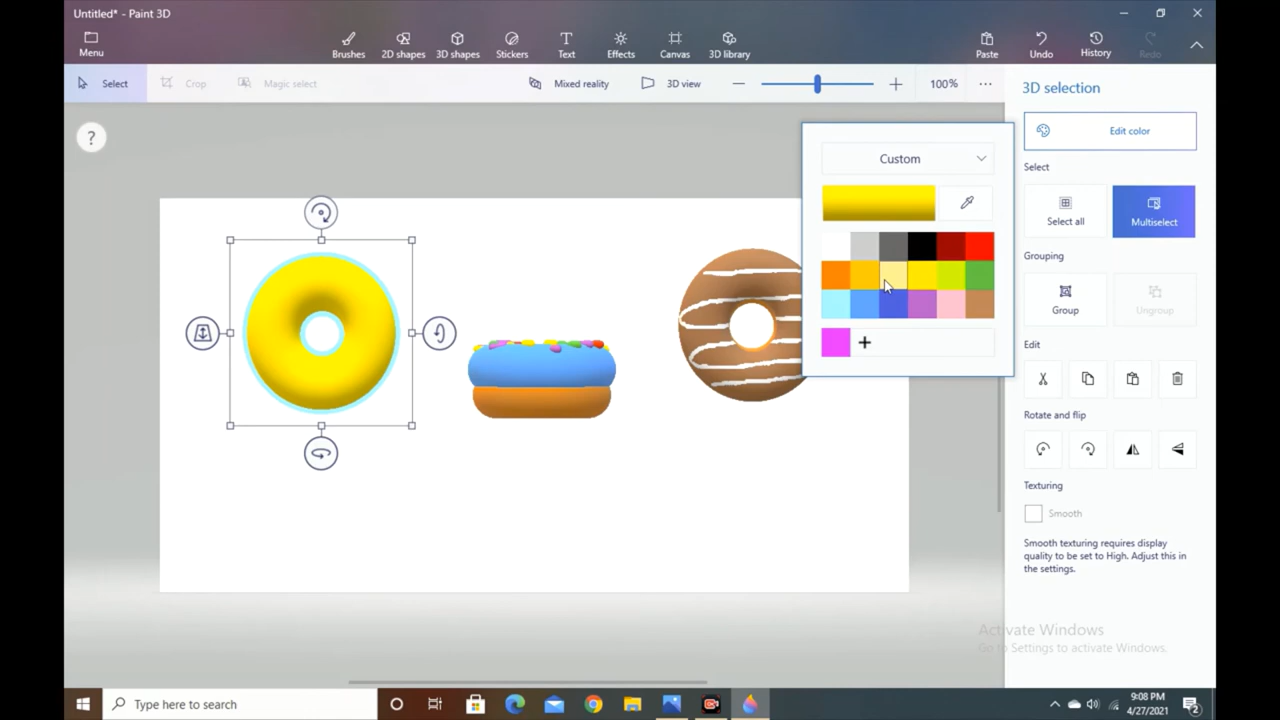 Untitled* - Paint 3D
Menu
Brushes
2D shapes
3D shapes
Stickers
Text
Effects
Canvas
3D library
Paste
Undo
History
Redo
Select
Crop
Magic select
Mixed reality
3D view
100%
3D selection
?
Edit color
Custom
Select
Select all
Multiselect
Grouping
Group
Ungroup
Edit
Rotate and flip
Texturing
Smooth
Smooth texturing requires display
quality to be set to High. Adjust this in
the settings.
Activate Windows
Go to Settings to activate Windows.
Type here to search
9:08 PM
4/27/2021
2